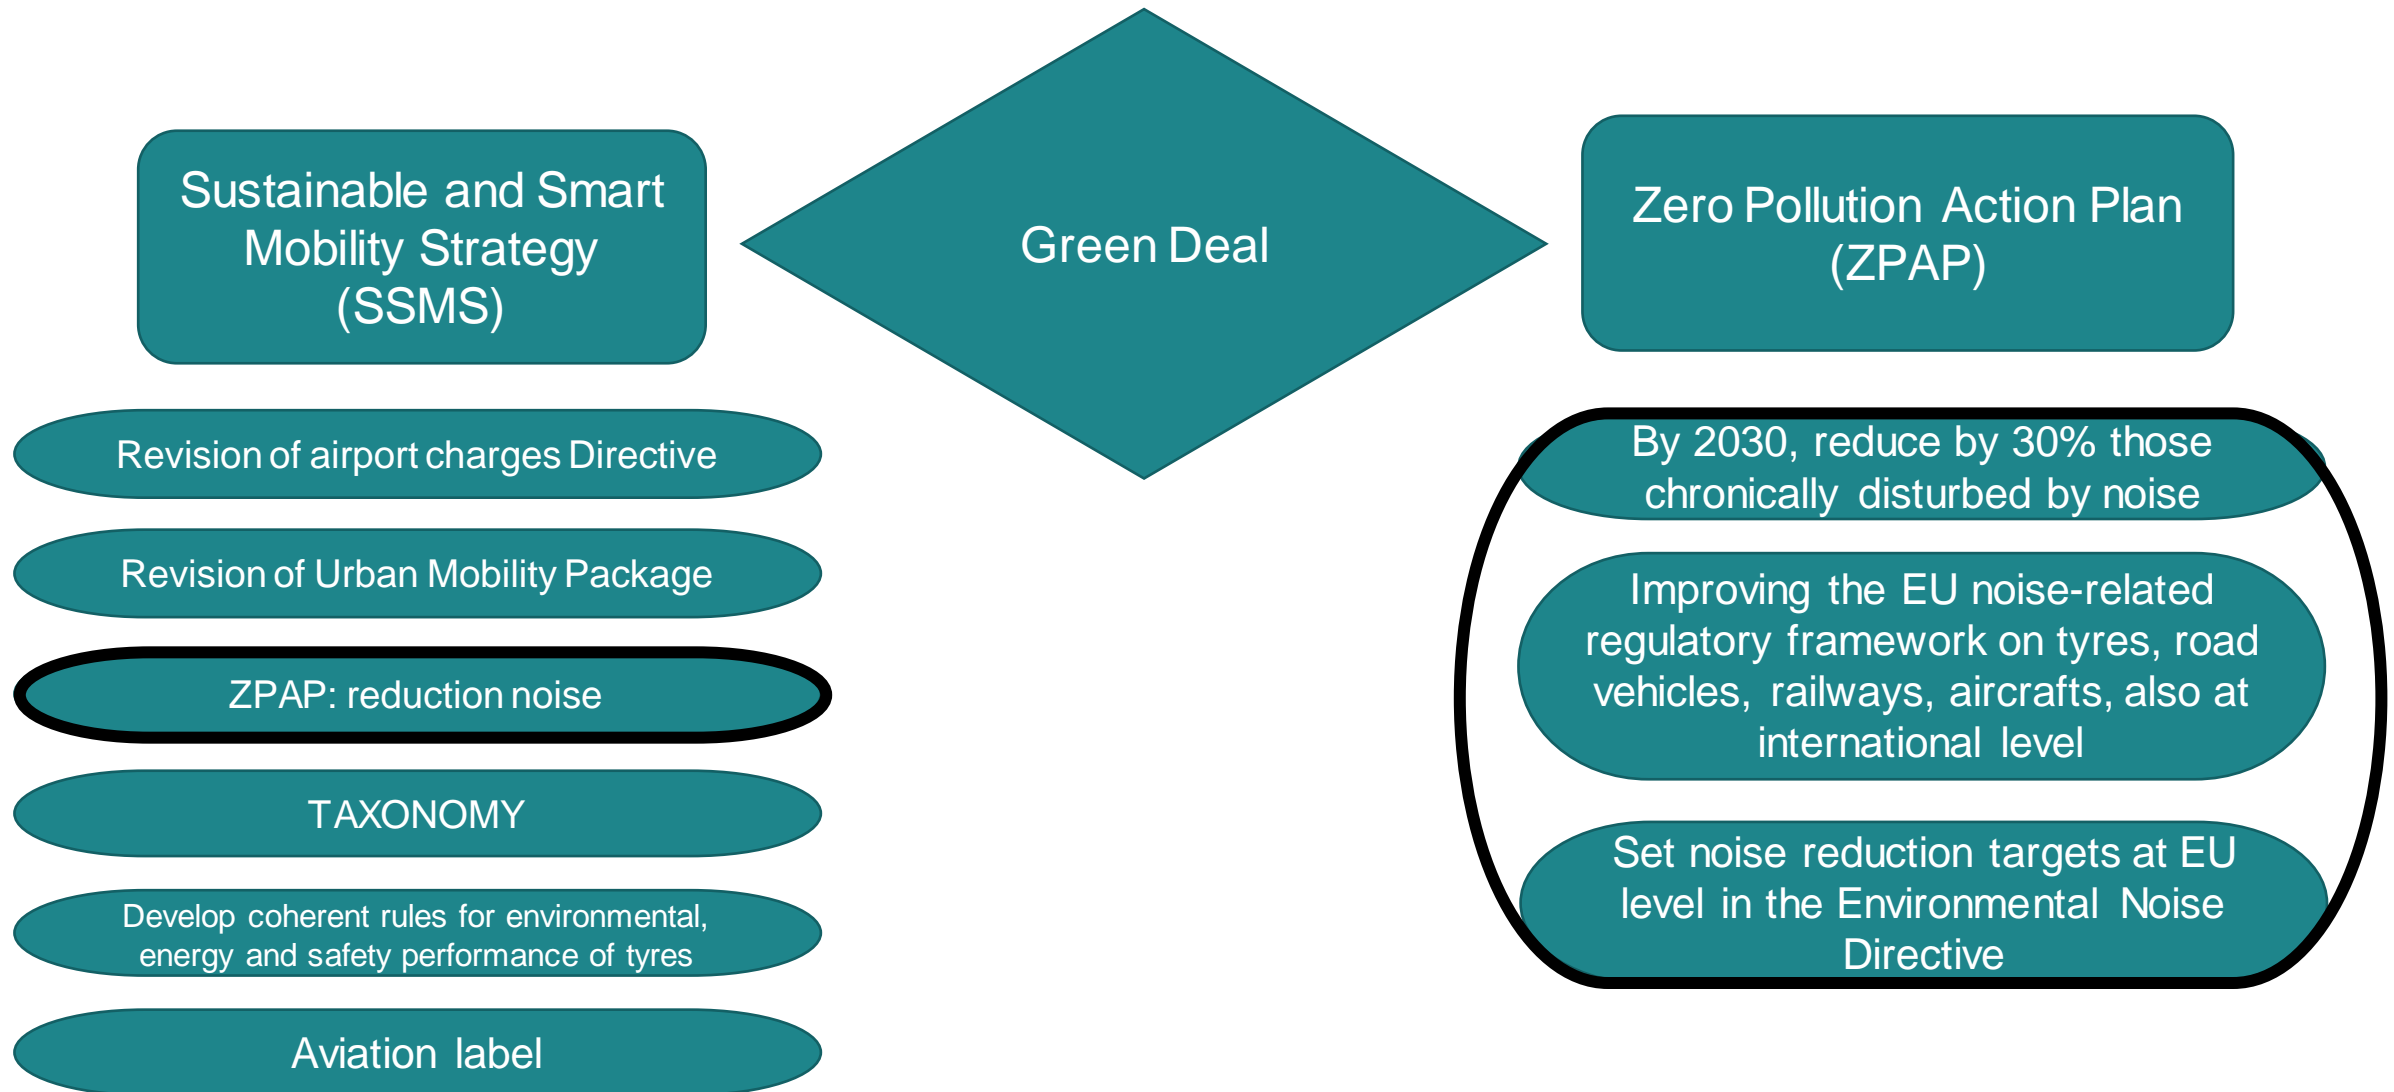 Sustainable and Smart
Mobility Strategy
(SSMS)
Green Deal
Zero Pollution Action Plan
(ZPAP)
Revision of airport charges Directive
Revision of Urban Mobility Package
ZPAP: reduction noise
TAXONOMY
Develop coherent rules for environmental,
energy and safety performance of tyres
Aviation label
By 2030, reduce by 30% those
chronically disturbed by noise
Improving the EU noise-related
regulatory framework on tyres, road
vehicles, railways, aircrafts, also at
international level
Set noise reduction targets at EU
level in the Environmental Noise
Directive